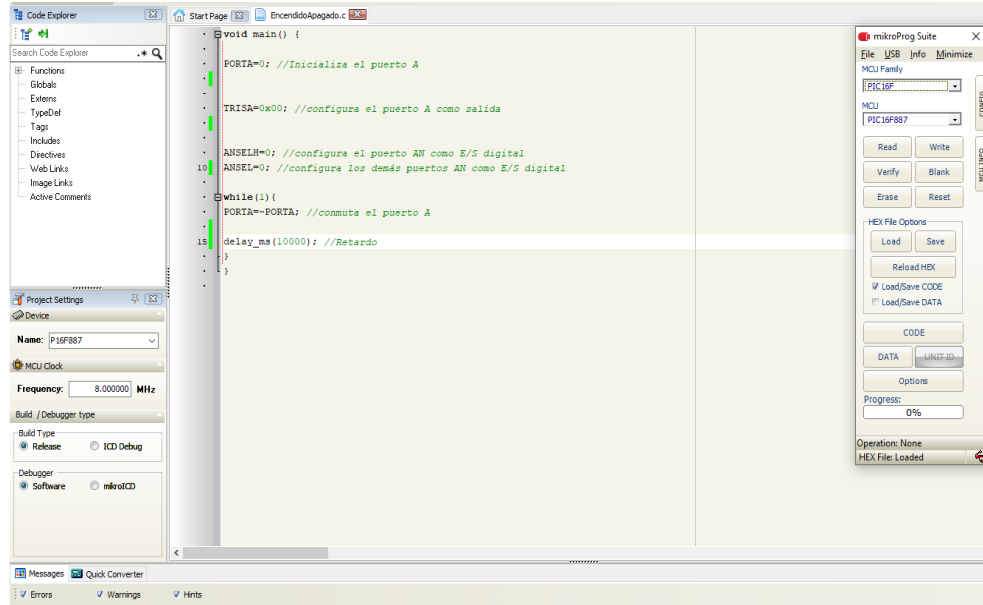 Code Explorer
Start Page
EncendidoApagado.c
Search Code Explorer
.*
Functions
Globals
Externs
TypeDef
Tags
Includes
Directives
Web Links
Image Links
Active Comments
Project Settings
Device
Name: P16F887
MCU Clock
Frequency: 8.000000 MHz
Build / Debugger type
Build Type
Release ICD Debug
Debugger
Software mikroICD
void main() {
PORTA=0; //Inicializa el puerto A
TRISA=0x00; //configura el puerto A como salida
ANSELH=0; //configura el puerto AN como E/S digital
10 ANSEL=0; //configura los demás puertos AN como E/S digital
while(1){
PORTA=~PORTA; //conmuta el puerto A
15 delay_ms(10000); //Retardo
}
}
mikroProg Suite
File USB Info Minimize
MCU Family
PIC16F
MCU
PIC16F887
Read Write
Verify Blank
Erase Reset
HEX File Options
Load Save
Reload HEX
Load/Save CODE
Load/Save DATA
CODE
DATA UNIT ID
Options
Progress:
0%
Operation: None
HEX File: Loaded
CONFIG
MCU INFO
Messages Quick Converter
Errors Warnings Hints